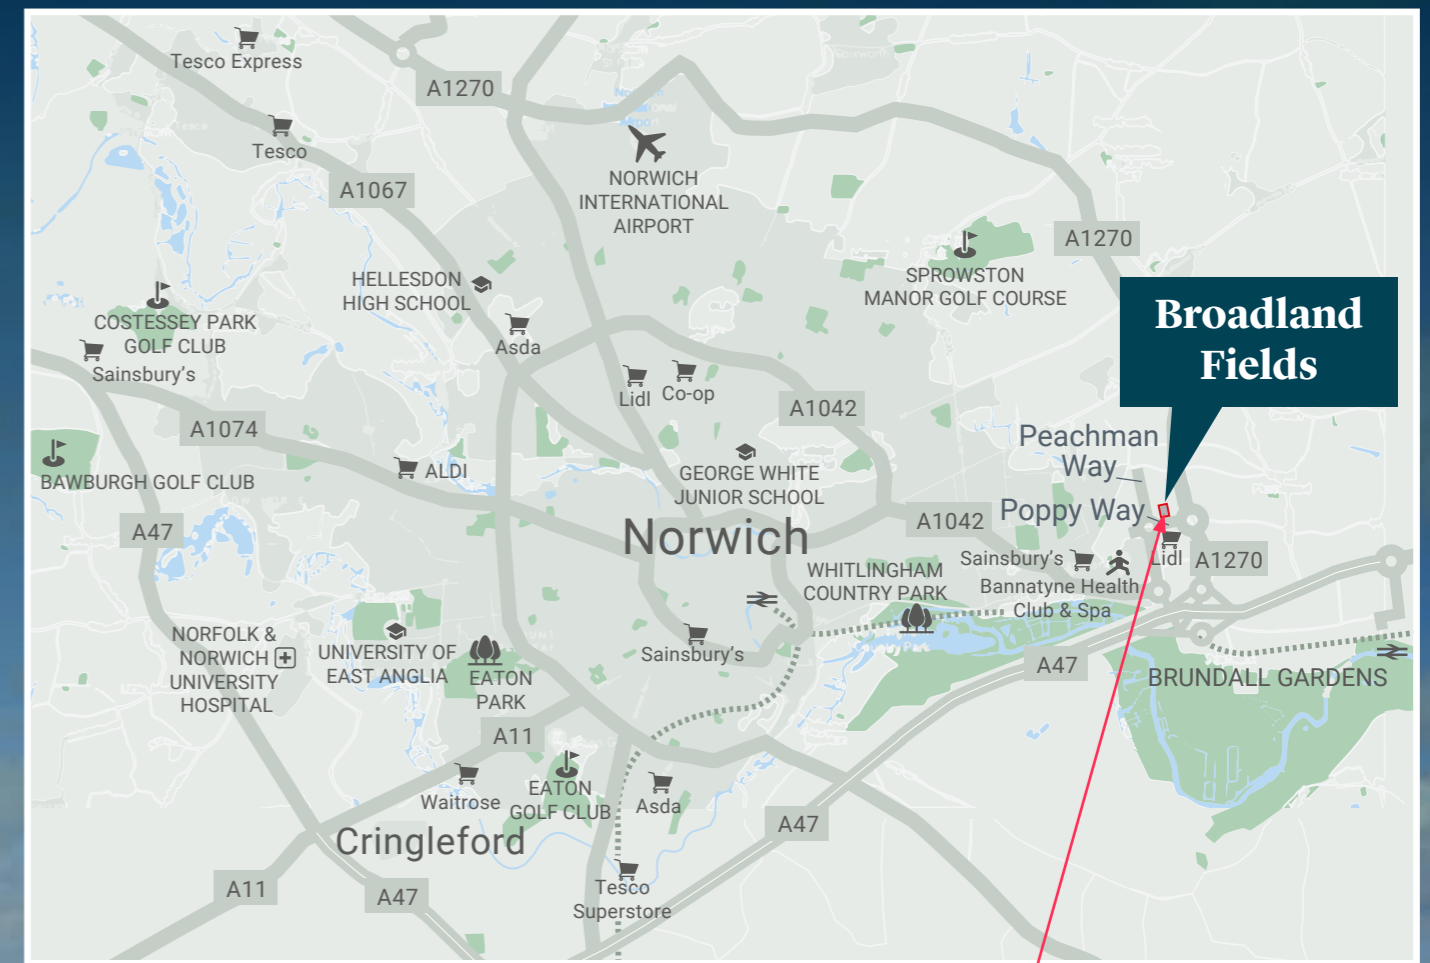 Tesco Express
A1270
Tesco
NORWICH
INTERNATIONAL
AIRPORT
A1067
A1270
HELLESDON
HIGH SCHOOL
SPROWSTON
MANOR GOLF COURSE
Broadland
Fields
COSTESSEY PARK
GOLF CLUB
Asda
Sainsbury's
Lidl
Co-op
A1042
A1074
Peachman
Way
ALDI
GEORGE WHITE
JUNIOR SCHOOL
BAWBURGH GOLF CLUB
Poppy Way
A47
Norwich
A1042
Sainsbury's
Lidl
A1270
WHITLINGHAM
COUNTRY PARK
Bannatyne Health
Club & Spa
NORFOLK &
NORWICH
UNIVERSITY
HOSPITAL
UNIVERSITY OF
EAST ANGLIA
EATON
PARK
Sainsbury's
A47
BRUNDALL GARDENS
A11
Waitrose
EATON
GOLF CLUB
Asda
A47
Cringleford
A11
A47
Tesco
Superstore